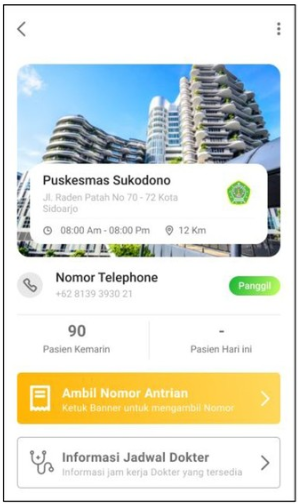 Puskesmas Sukodono
Jl. Raden Patah No 70 - 72 Kota
Sidoarjo
08:00 Am - 08:00 Pm 12 Km
Nomor Telephone
+62 8139 3930 21
Panggil
90 -
Pasien Kemarin Pasien Hari ini
Ambil Nomor Antrian
Ketuk Banner untuk mengambil Nomor
Informasi Jadwal Dokter
Informasi jam kerja Dokter yang tersedia